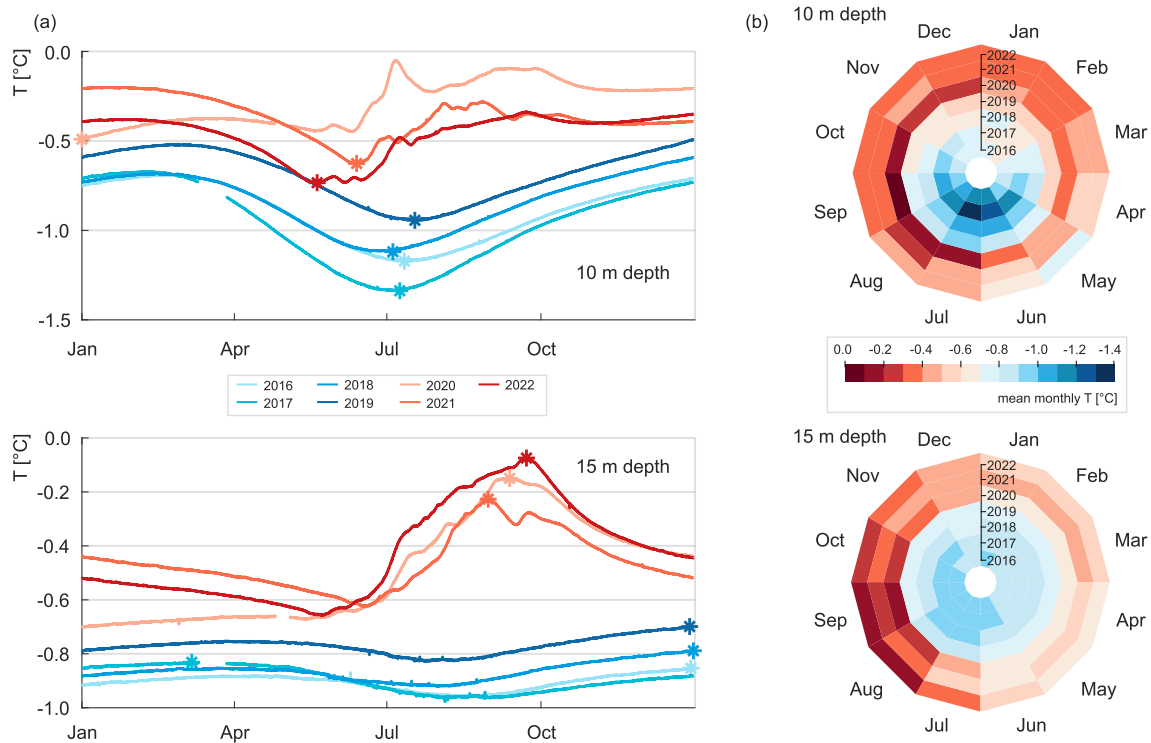 (a)
T [°C]
0.0
-0.5
-1.0
-1.5
10 m depth
Jan
Apr
Jul
Oct
2016
2018
2020
2022
2017
2019
2021
T [°C]
0.0
-0.2
-0.4
-0.6
-0.8
-1.0
15 m depth
Jan
Apr
Jul
Oct
(b)
10 m depth
Dec
Jan
Nov
Feb
Oct
Mar
Sep
Apr
Aug
May
Jul
Jun
2022
2021
2020
2019
2018
2017
2016
0.0
-0.2
-0.4
-0.6
-0.8
-1.0
-1.2
-1.4
mean monthly T [°C]
15 m depth
Dec
Jan
Nov
Feb
Oct
Mar
Sep
Apr
Aug
May
Jul
Jun
2022
2021
2020
2019
2018
2017
2016